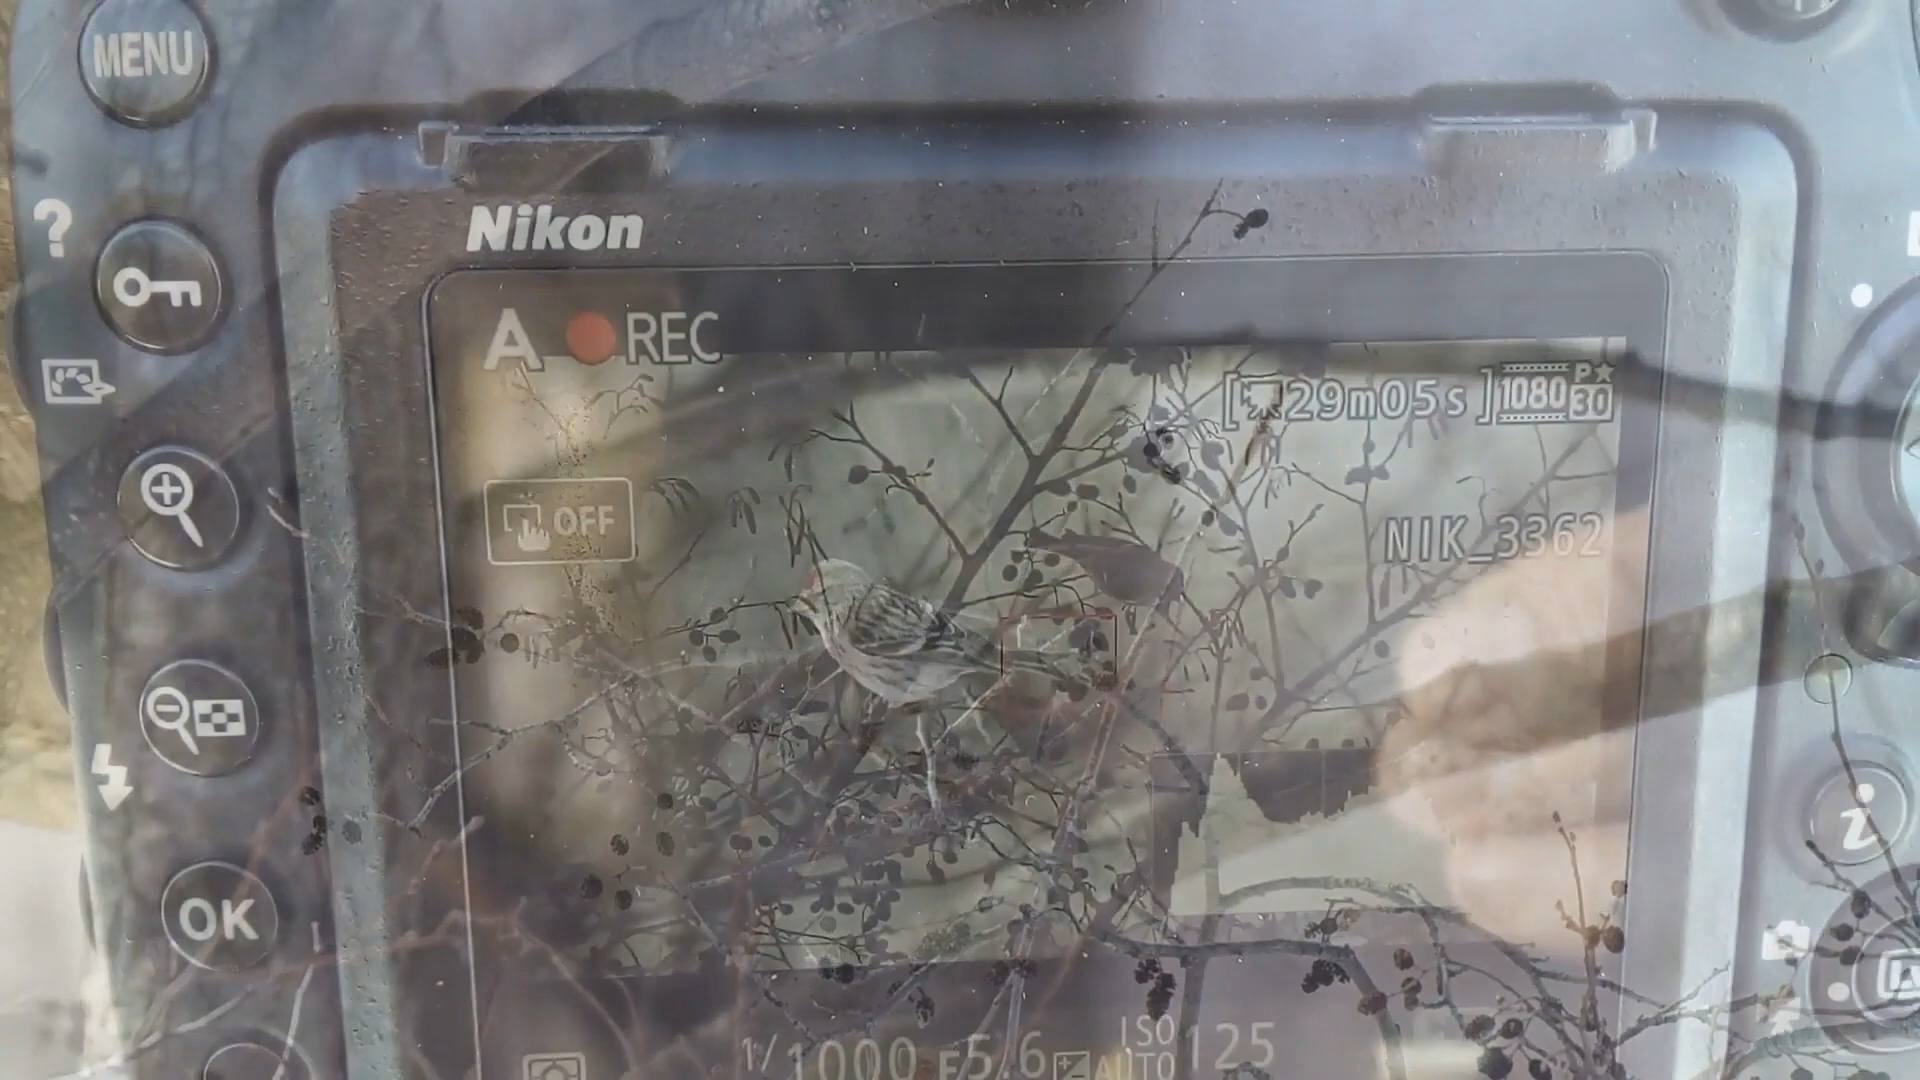 MENU
?
Nikon
A REC
[29m05s] 1080 P★ 30
OFF
NIK_3362
i
OK
1/1000 F5.6 ISO AUTO 125